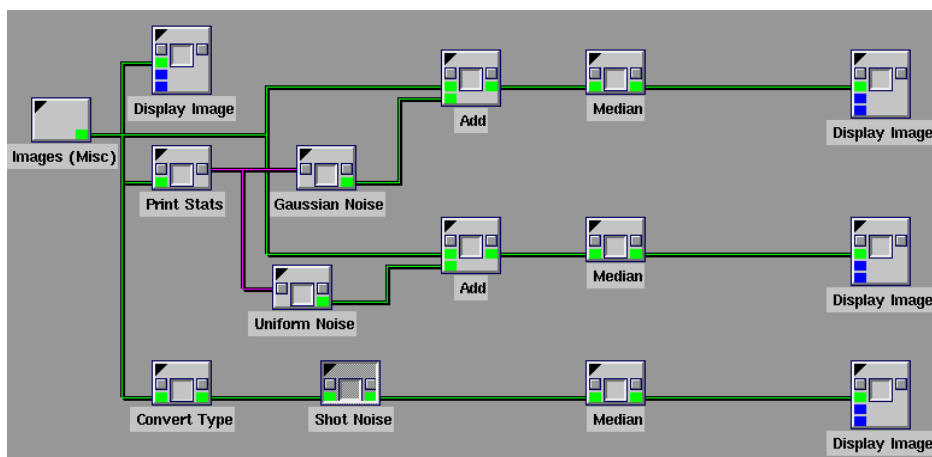 Display Image
Add
Median
Display Image
Images (Misc)
Print Stats
Gaussian Noise
Add
Median
Display Image
Uniform Noise
Convert Type
Shot Noise
Median
Display Image